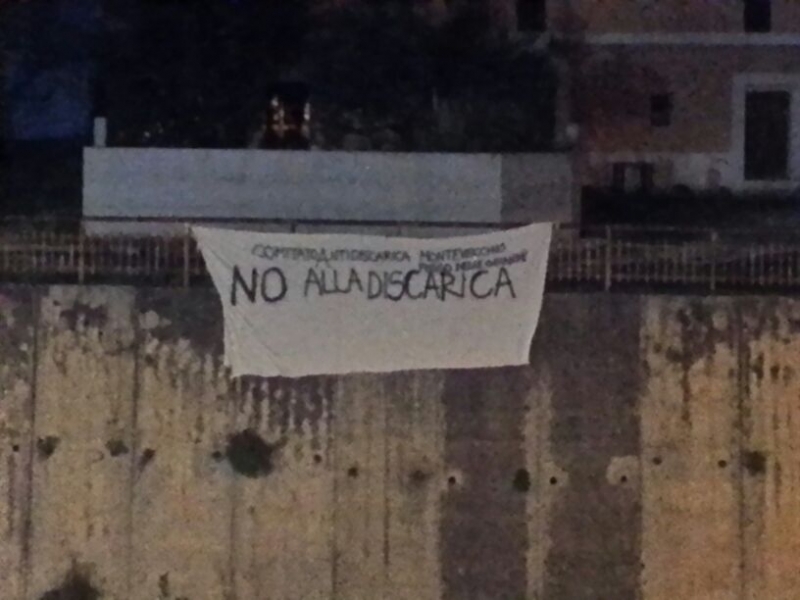 COMITATO ANTIDISCARICA MONTEVECCHIO
NO ALLA DISCARICA